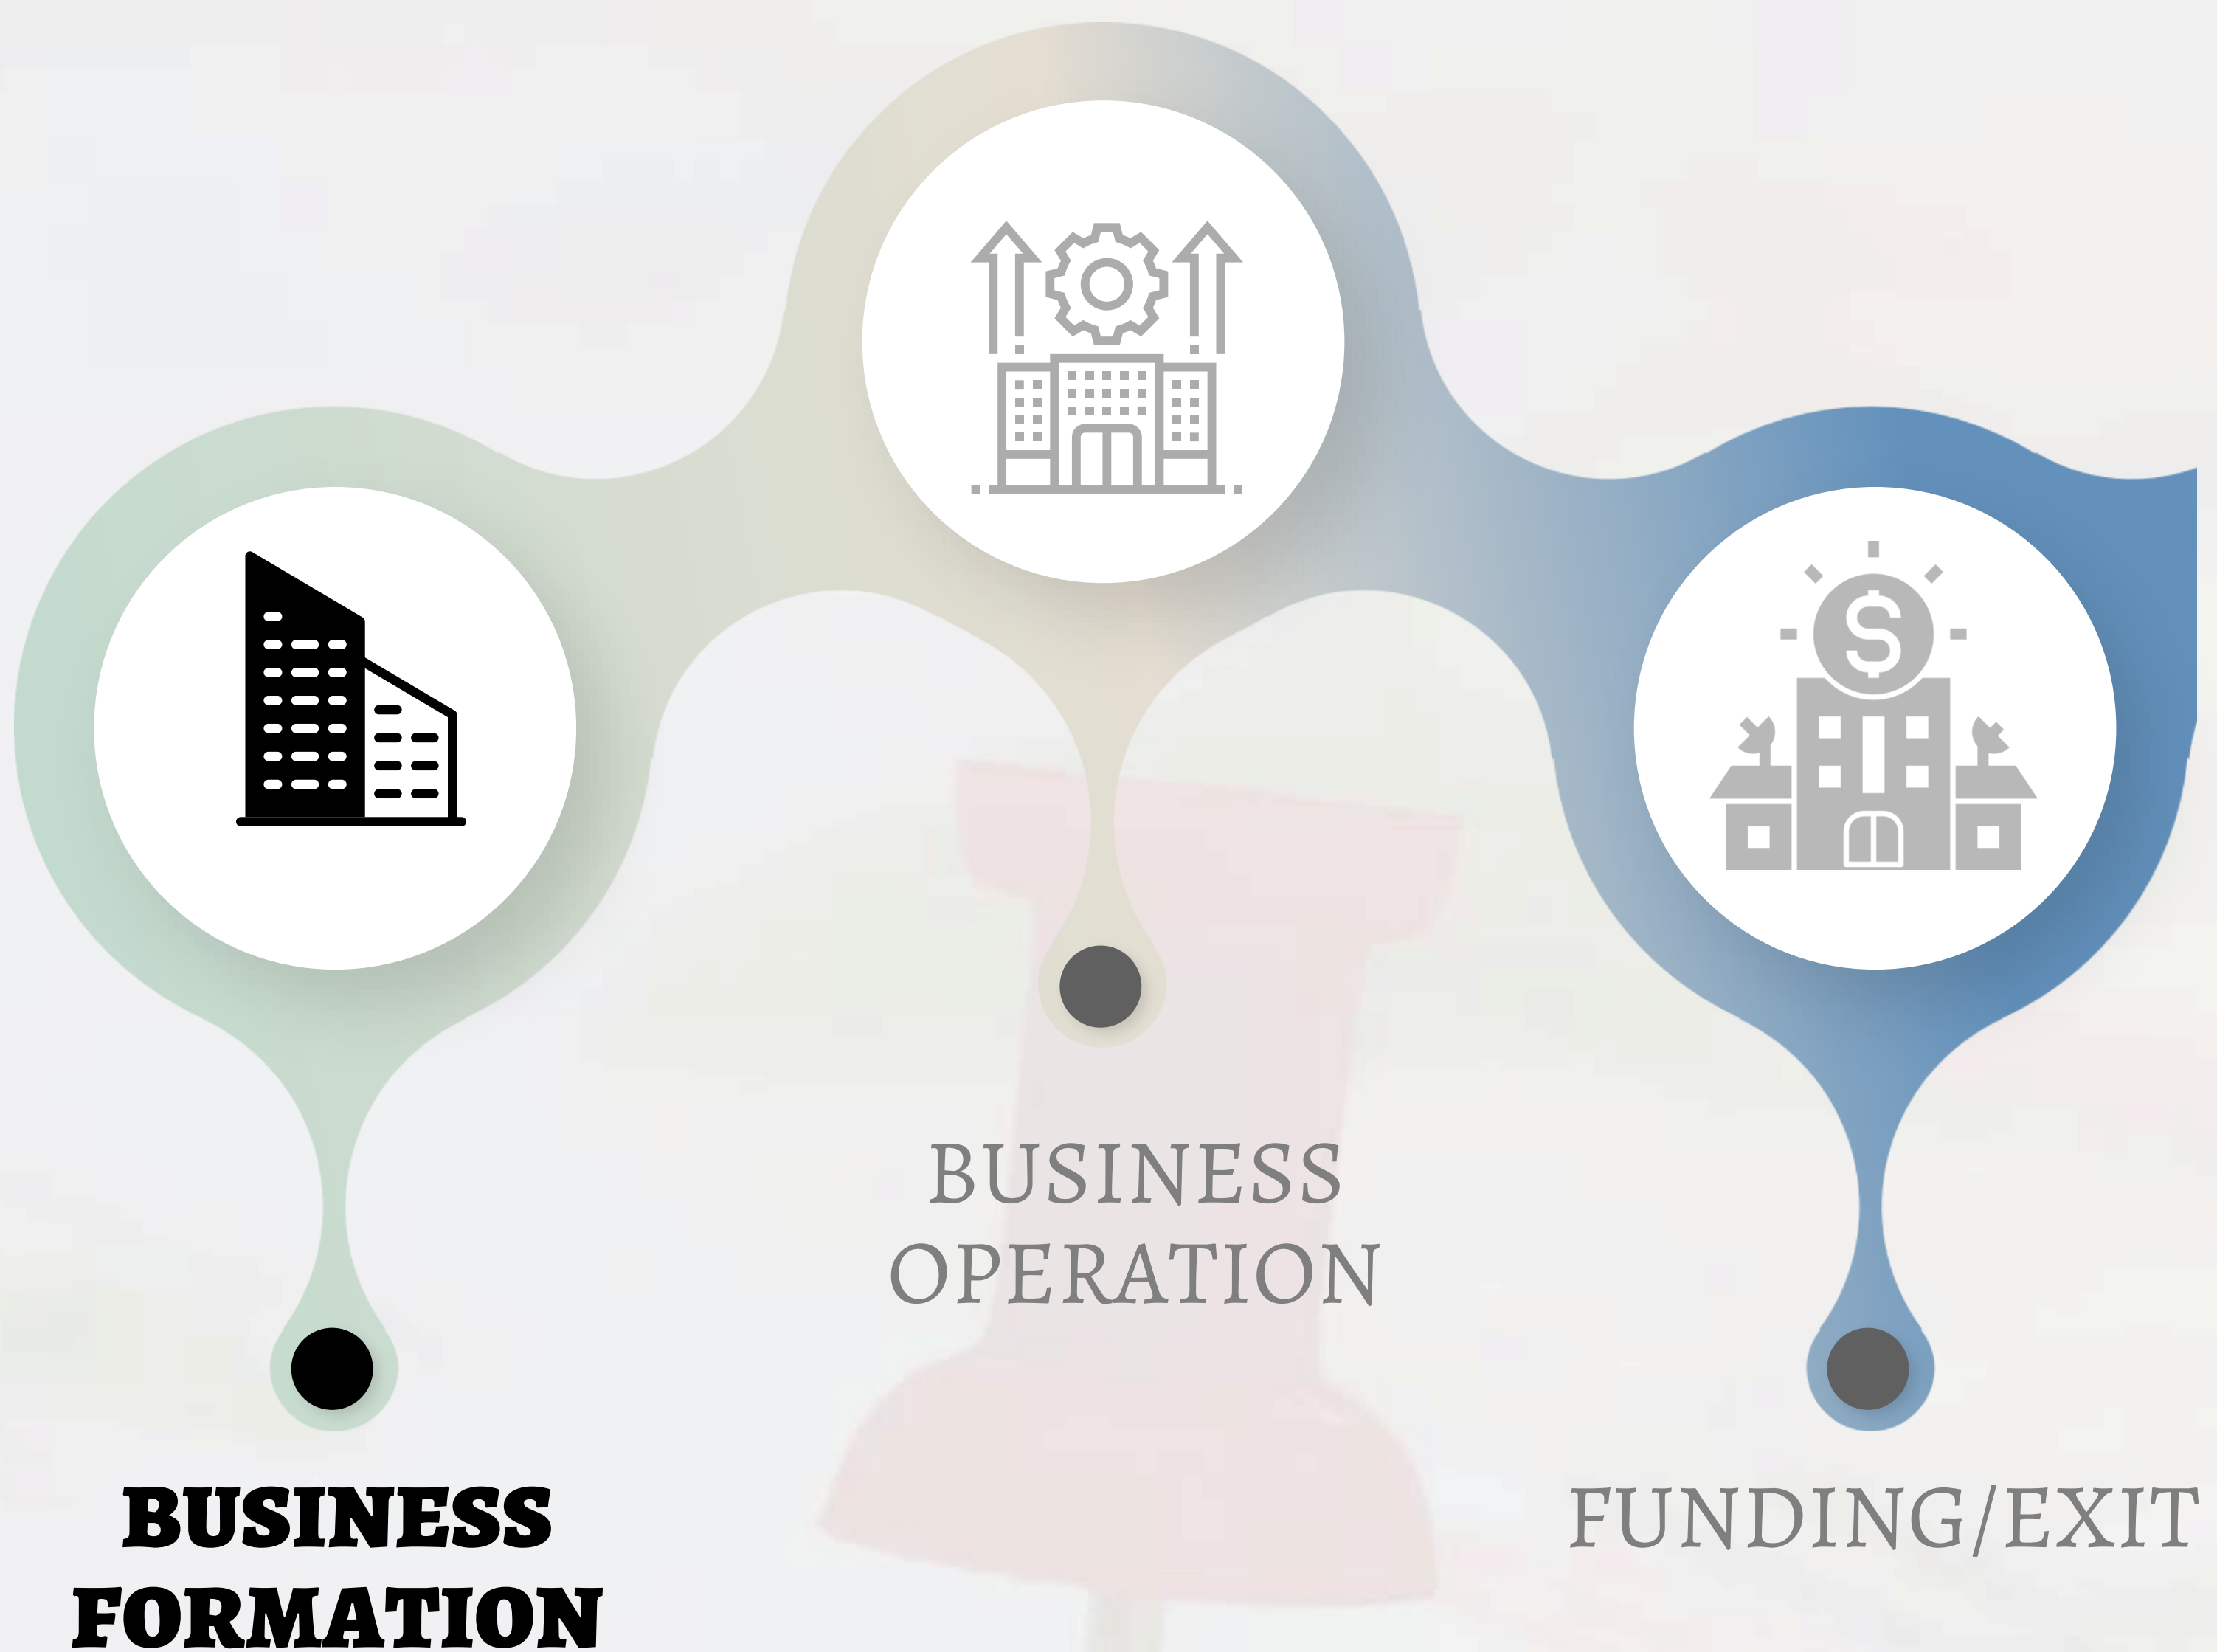 BUSINESS
FORMATION
BUSINESS
OPERATION
FUNDING/EXIT
$